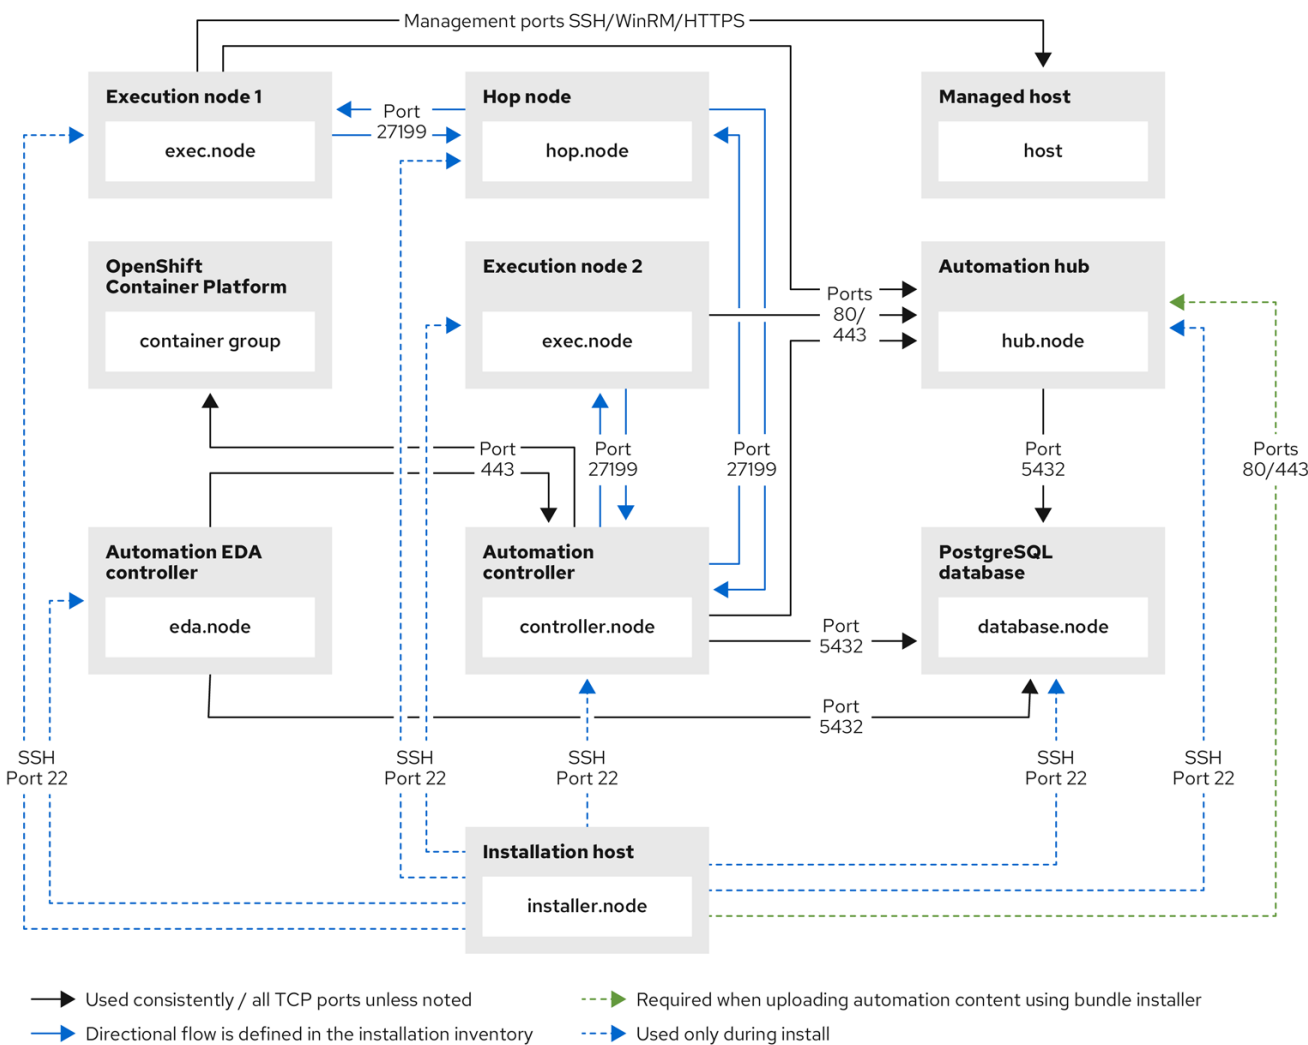 Management ports SSH/WinRM/HTTPS
Execution node 1
exec.node
Port
27199
Hop node
hop.node
Managed host
host
OpenShift
Container Platform
container group
Execution node 2
exec.node
Ports
80/
443
Automation hub
hub.node
Port
443
Port
27199
Port
27199
Port
5432
Ports
80/443
Automation EDA
controller
eda.node
Automation
controller
controller.node
Port
5432
PostgreSQL
database
database.node
Port
5432
SSH
Port 22
SSH
Port 22
SSH
Port 22
SSH
Port 22
SSH
Port 22
Installation host
installer.node
Used consistently / all TCP ports unless noted
Directional flow is defined in the installation inventory
Required when uploading automation content using bundle installer
Used only during install